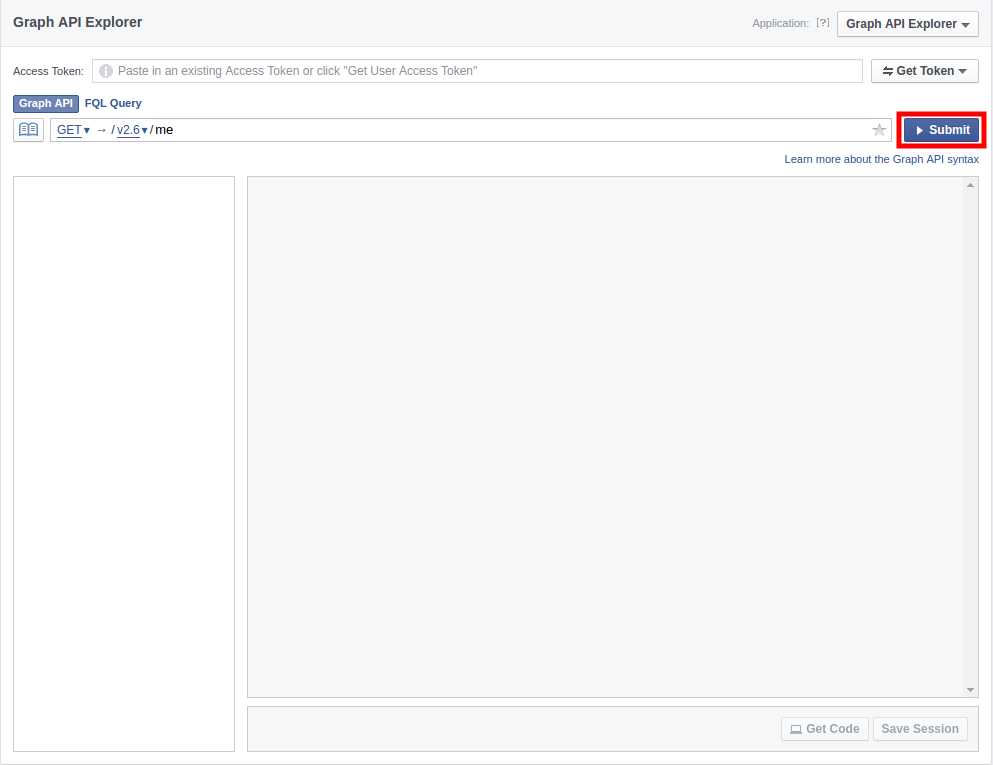 Graph API Explorer
Application: [?] Graph API Explorer
Access Token: Paste in an existing Access Token or click "Get User Access Token" Get Token
Graph API FQL Query
GET → / v2.6 / me Submit
Learn more about the Graph API syntax
Get Code Save Session